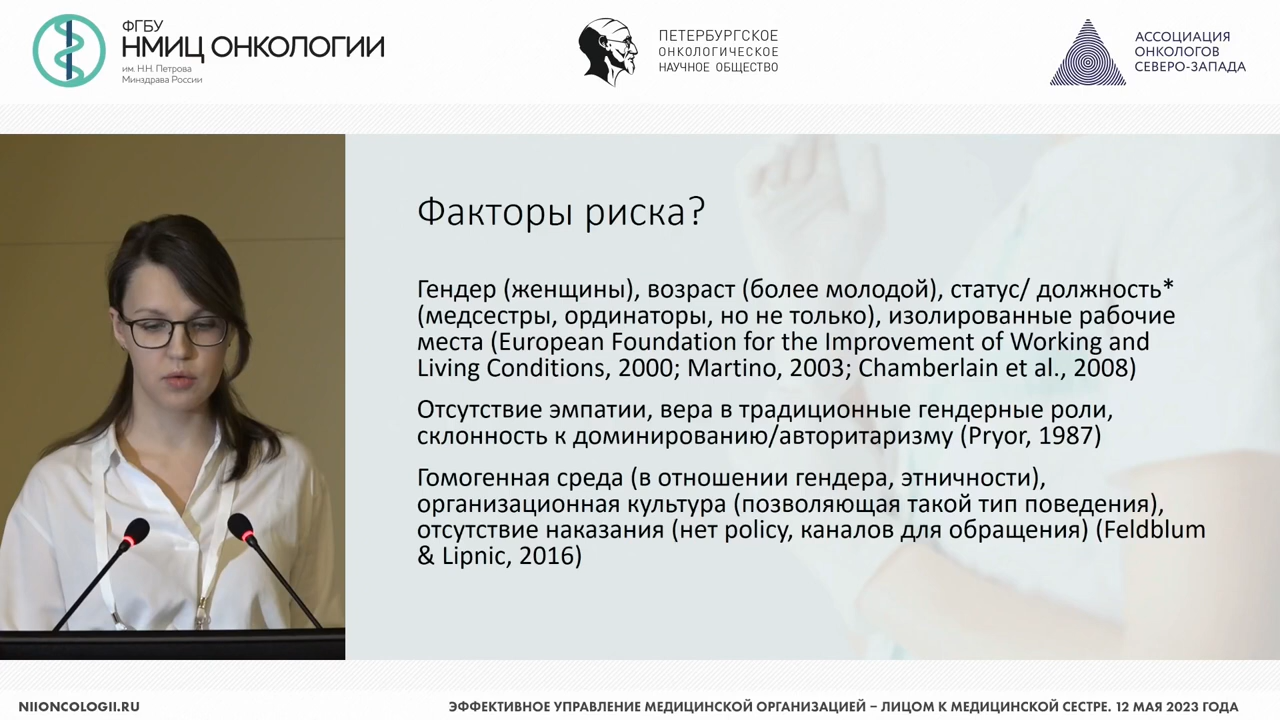 ФГБУ
НМИЦ ОНКОЛОГИИ
им. Н.Н. Петрова
Минздрава России
ПЕТЕРБУРГСКОЕ
ОНКОЛОГИЧЕСКОЕ
НАУЧНОЕ ОБЩЕСТВО
АССОЦИАЦИЯ
ОНКОЛОГОВ
СЕВЕРО-ЗАПАДА
Факторы риска?
Гендер (женщины), возраст (более молодой), статус/ должность*
(медсестры, ординаторы, но не только), изолированные рабочие
места (European Foundation for the Improvement of Working and
Living Conditions, 2000; Martino, 2003; Chamberlain et al., 2008)
Отсутствие эмпатии, вера в традиционные гендерные роли,
склонность к доминированию/авторитаризму (Pryor, 1987)
Гомогенная среда (в отношении гендера, этничности),
организационная культура (позволяющая такой тип поведения),
отсутствие наказания (нет policy, каналов для обращения) (Feldblum
& Lipnic, 2016)
NIIONCOLOGII.RU
ЭФФЕКТИВНОЕ УПРАВЛЕНИЕ МЕДИЦИНСКОЙ ОРГАНИЗАЦИЕЙ – ЛИЦОМ К МЕДИЦИНСКОЙ СЕСТРЕ. 12 МАЯ 2023 ГОДА